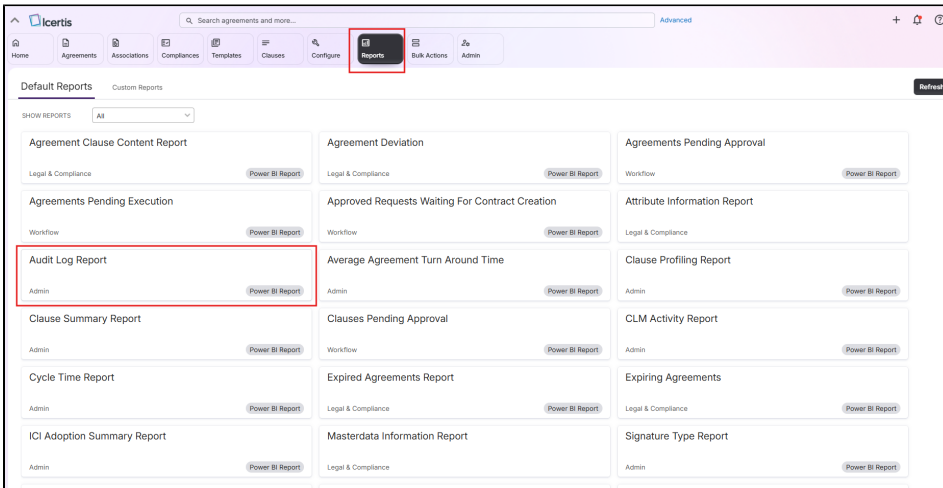 Icertis
Search agreements and more...
Advanced
Home
Agreements
Associations
Compliances
Templates
Clauses
Configure
Reports
Bulk Actions
Admin
Default Reports
Custom Reports
Refresh
SHOW REPORTS
All
Agreement Clause Content Report
Legal & Compliance
Power BI Report
Agreement Deviation
Legal & Compliance
Power BI Report
Agreements Pending Approval
Workflow
Power BI Report
Agreements Pending Execution
Workflow
Power BI Report
Approved Requests Waiting For Contract Creation
Workflow
Power BI Report
Attribute Information Report
Legal & Compliance
Audit Log Report
Admin
Power BI Report
Average Agreement Turn Around Time
Admin
Power BI Report
Clause Profiling Report
Admin
Power BI Report
Clause Summary Report
Admin
Power BI Report
Clauses Pending Approval
Workflow
Power BI Report
CLM Activity Report
Admin
Power BI Report
Cycle Time Report
Admin
Power BI Report
Expired Agreements Report
Legal & Compliance
Power BI Report
Expiring Agreements
Legal & Compliance
Power BI Report
ICI Adoption Summary Report
Admin
Power BI Report
Masterdata Information Report
Legal & Compliance
Signature Type Report
Admin
Power BI Report